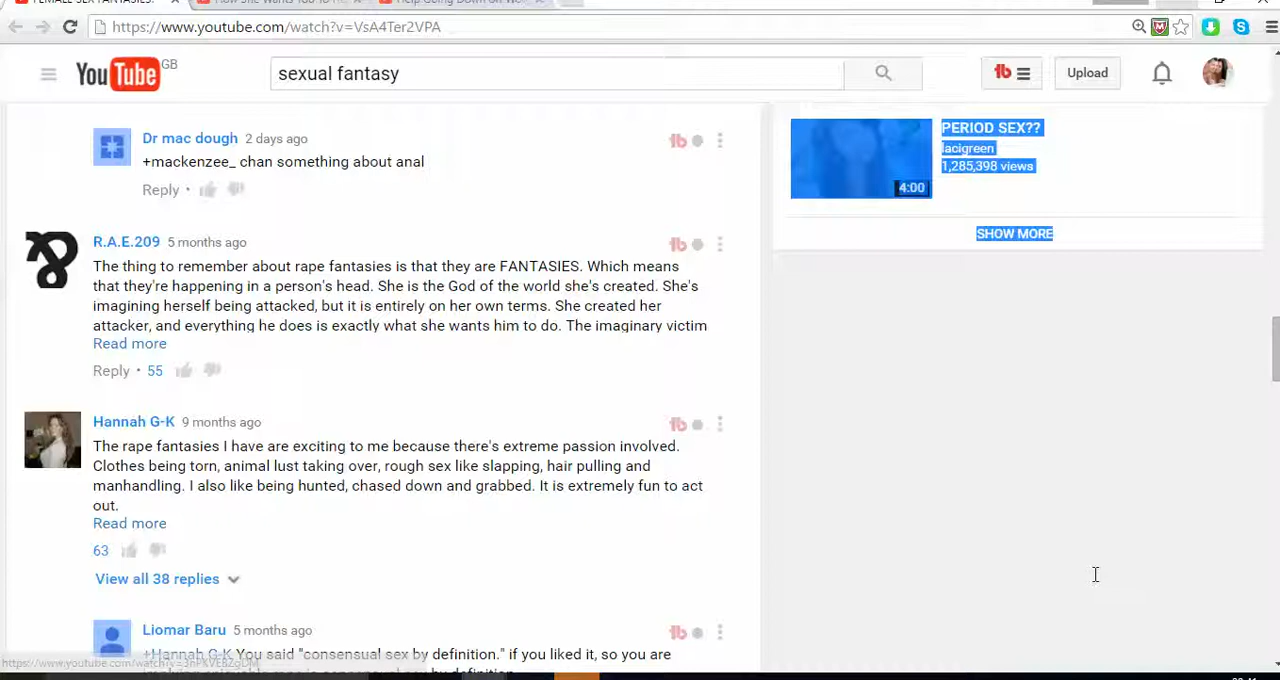 FEMALE SEXUAL FANTASIES:
https://www.youtube.com/watch?v=VsA4Ter2VPA
YouTube GB
sexual fantasy
Upload
Dr mac dough 2 days ago
+mackenzee_ chan something about anal
Reply •
R.A.E.209 5 months ago
The thing to remember about rape fantasies is that they are FANTASIES. Which means
that they're happening in a person's head. She is the God of the world she's created. She's
imagining herself being attacked, but it is entirely on her own terms. She created her
attacker, and everything he does is exactly what she wants him to do. The imaginary victim
Read more
Reply • 55
Hannah G-K 9 months ago
The rape fantasies I have are exciting to me because there's extreme passion involved.
Clothes being torn, animal lust taking over, rough sex like slapping, hair pulling and
manhandling. I also like being hunted, chased down and grabbed. It is extremely fun to act
out.
Read more
63
View all 38 replies
Liomar Baru 5 months ago
+Hannah G-K You said "consensual sex by definition." if you liked it, so you are
PERIOD SEX??
lacigreen
1,285,398 views
4:00
SHOW MORE